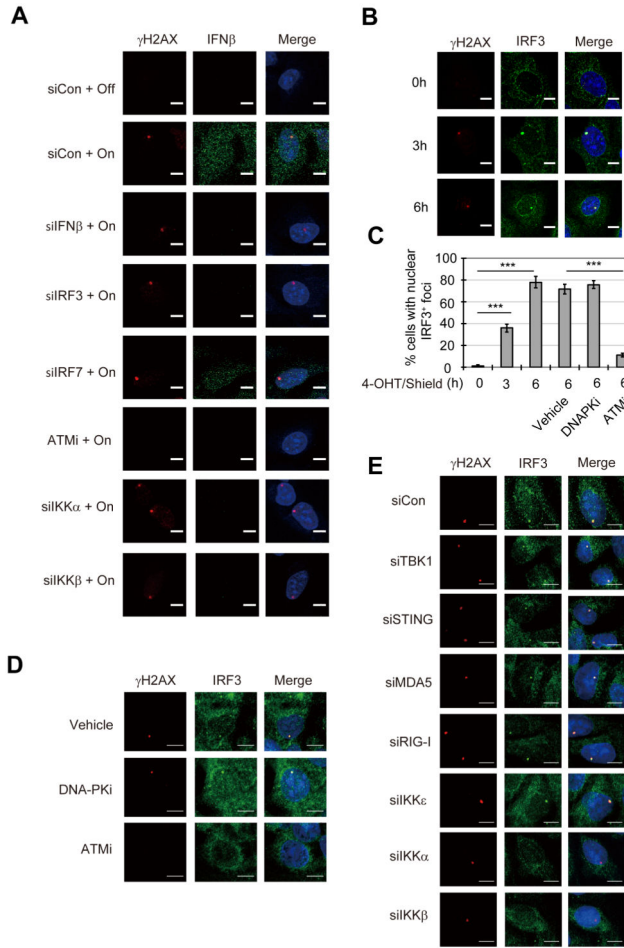 A
γH2AX IFNβ Merge
siCon + Off
siCon + On
siIFNβ + On
siIRF3 + On
siIRF7 + On
ATMi + On
siIKKα + On
siIKKβ + On
B
γH2AX IRF3 Merge
0h
3h
6h
C
% cells with nuclear
IRF3⁺ foci
100
80
60
40
20
0
*** *** ***
4-OHT/Shield (h) 0 3 6 6 6 6
Vehicle
DNAPKi
ATMi
D
γH2AX IRF3 Merge
Vehicle
DNA-PKi
ATMi
E
γH2AX IRF3 Merge
siCon
siTBK1
siSTING
siMDA5
siRIG-I
siIKKε
siIKKα
siIKKβ